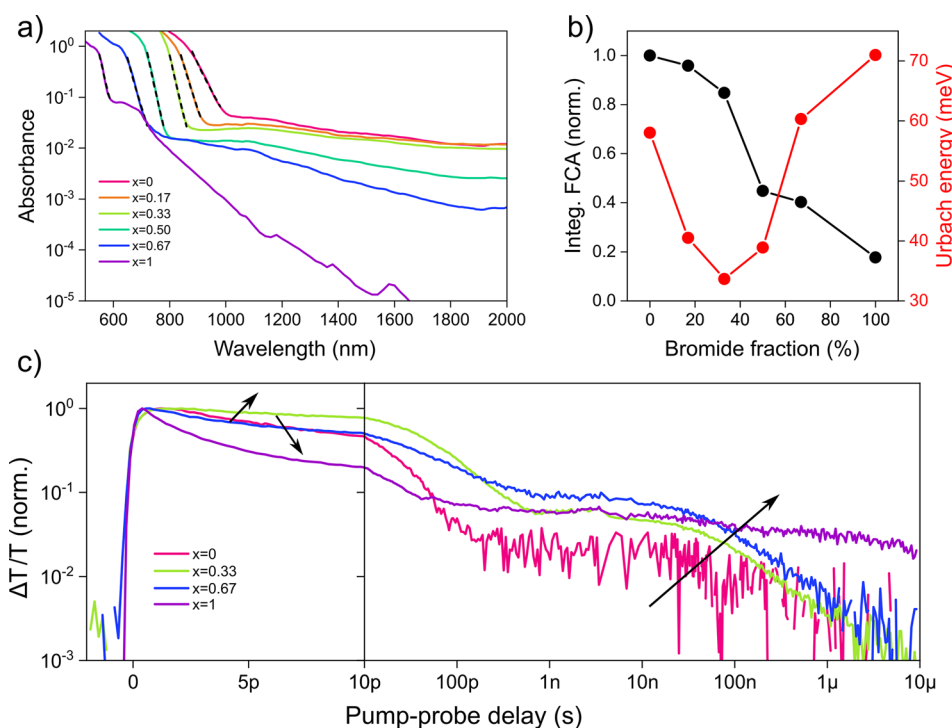 a)
Absorbance
10⁰
10⁻¹
10⁻²
10⁻³
10⁻⁴
10⁻⁵
x=0
x=0.17
x=0.33
x=0.50
x=0.67
x=1
600 800 1000 1200 1400 1600 1800 2000
Wavelength (nm)
b)
Integ. FCA (norm.)
1.0
0.8
0.6
0.4
0.2
0.0
70
60
50
40
30
Urbach energy (meV)
0 20 40 60 80 100
Bromide fraction (%)
c)
ΔT/T (norm.)
10⁰
10⁻¹
10⁻²
10⁻³
x=0
x=0.33
x=0.67
x=1
0 5p 10p 100p 1n 10n 100n 1µ 10µ
Pump-probe delay (s)